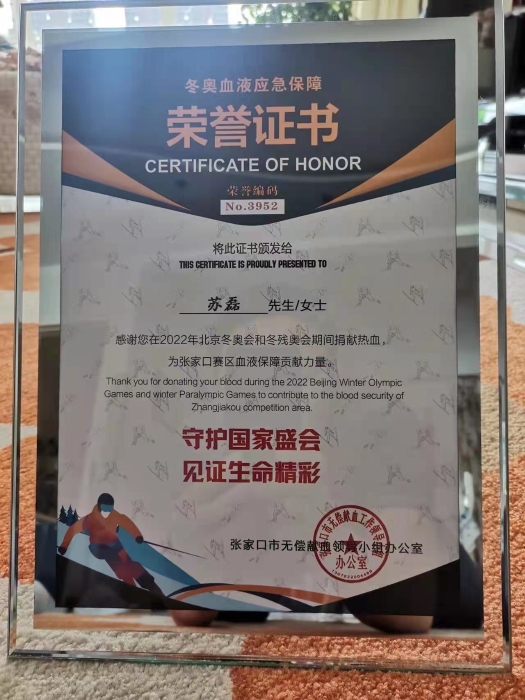 冬奥血液应急保障
荣誉证书
CERTIFICATE OF HONOR
荣誉编码
No.3952
将此证书颁发给
THIS CERTIFICATE IS PROUDLY PRESENTED TO
苏磊 先生/女士
感谢您在2022年北京冬奥会和冬残奥会期间捐献热血，
为张家口赛区血液保障贡献力量。
Thank you for donating your blood during the 2022 Beijing Winter Olympic
Games and winter Paralympic Games to contribute to the blood security of
Zhangjiakou competition area.
守护国家盛会
见证生命精彩
张家口市无偿献血领导小组办公室
办公室